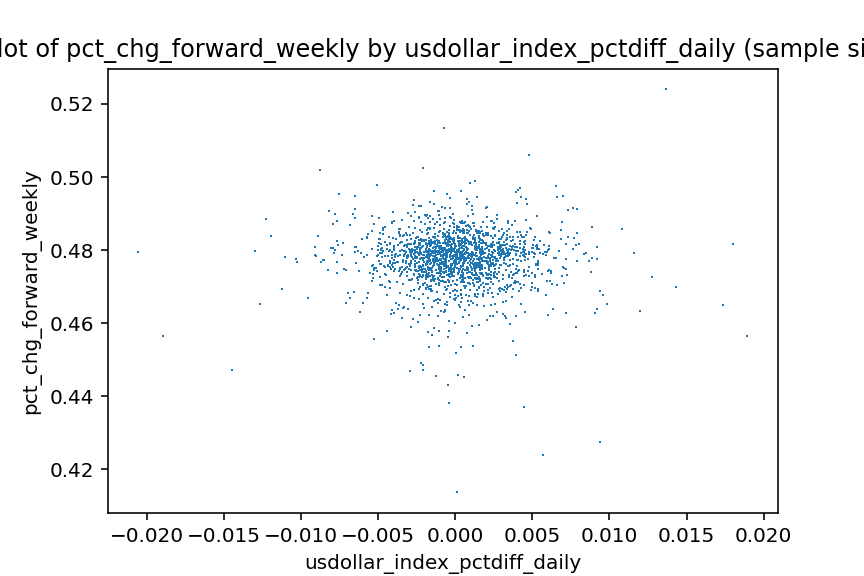 lot of pct_chg_forward_weekly by usdollar_index_pctdiff_daily (sample si
0.52
0.50
0.48
0.46
0.44
0.42
pct_chg_forward_weekly
−0.020 −0.015 −0.010 −0.005 0.000 0.005 0.010 0.015 0.020
usdollar_index_pctdiff_daily